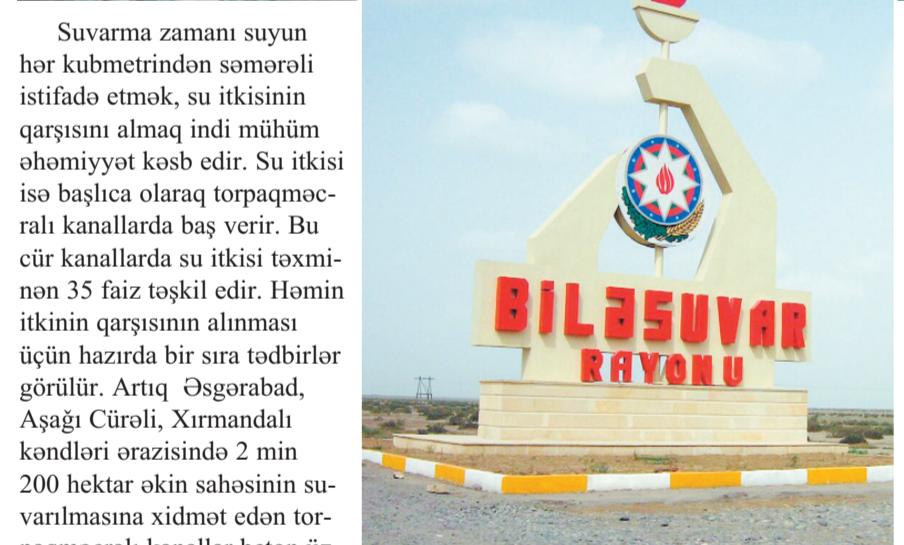 Suvarma zamanı suyun
hər kubmetrindən səmərəli
istifadə etmək, su itkisinin
qarşısını almaq indi mühüm
əhəmiyyət kəsb edir. Su itkisi
isə başlıca olaraq torpaqməc-
ralı kanallarda baş verir. Bu
cür kanallarda su itkisi təxmi-
nən 35 faiz təşkil edir. Həmin
itkinin qarşısının alınması
üçün hazırda bir sıra tədbirlər
görülür. Artıq Əsgərabad,
Aşağı Cürəli, Xırmandalı
kəndləri ərazisində 2 min
200 hektar əkin sahəsinin su-
varılmasına xidmət edən tor-
BİLƏSUVAR
RAYONU